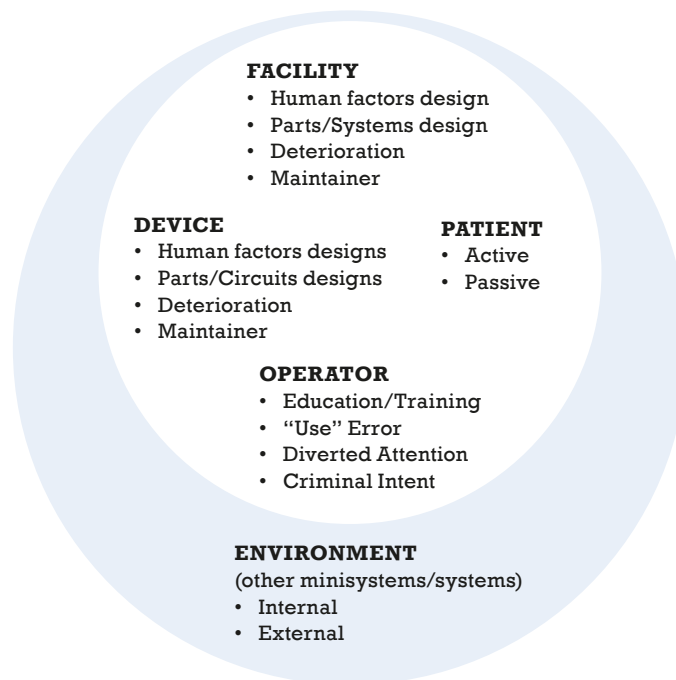 FACILITY
• Human factors design
• Parts/Systems design
• Deterioration
• Maintainer
DEVICE
• Human factors designs
• Parts/Circuits designs
• Deterioration
• Maintainer
PATIENT
• Active
• Passive
OPERATOR
• Education/Training
• “Use” Error
• Diverted Attention
• Criminal Intent
ENVIRONMENT
(other minisystems/systems)
• Internal
• External